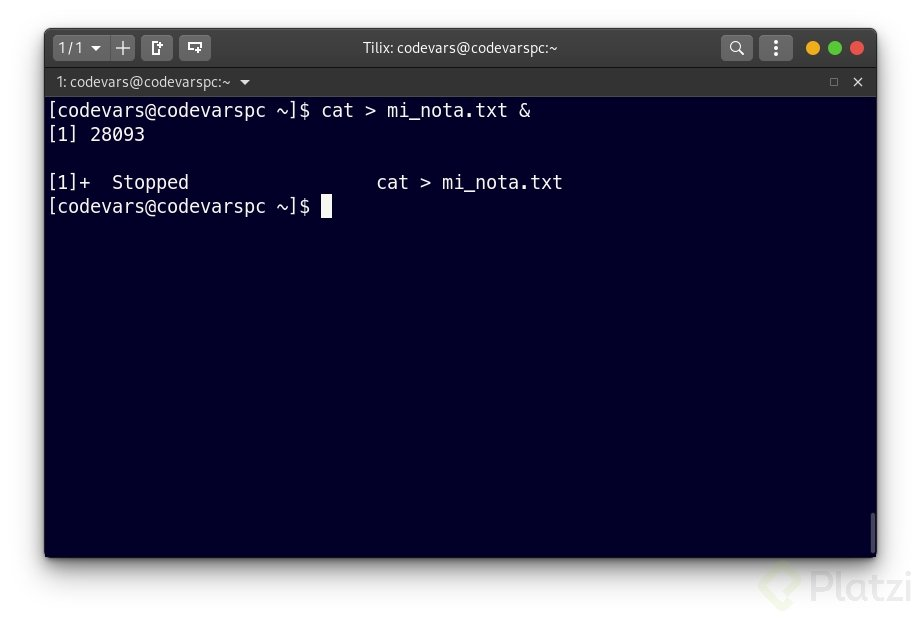 1/1
Tilix: codevars@codevarspc:~
1: codevars@codevarspc:~
[codevars@codevarspc ~]$ cat > mi_nota.txt &
[1] 28093
[1]+  Stopped                 cat > mi_nota.txt
[codevars@codevarspc ~]$
Platzi